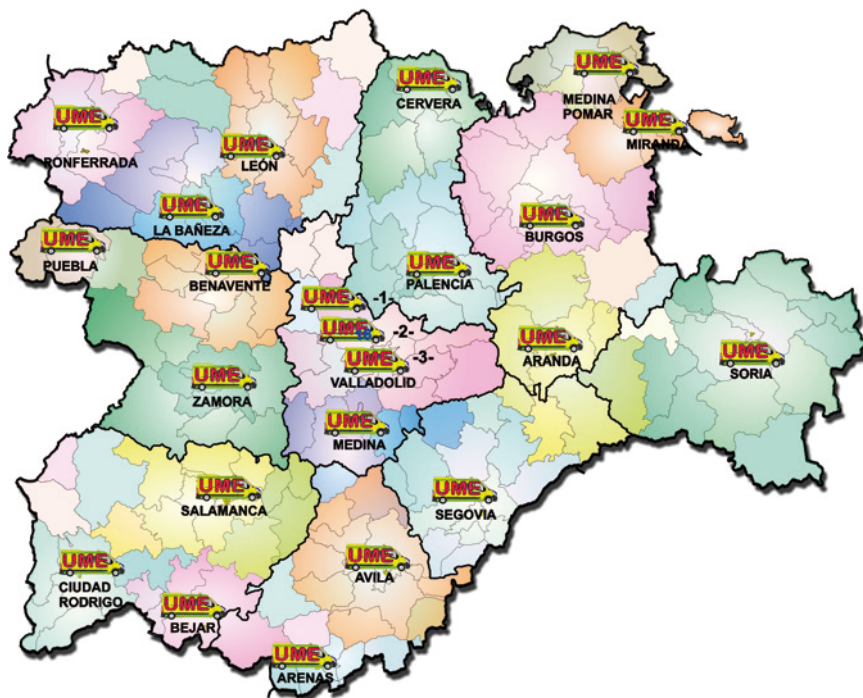 UME
CERVERA
UME
MEDINA
POMAR
UME
PONFERRADA
UME
LEÓN
UME
MIRANDA
UME
LA BAÑEZA
UME
BURGOS
UME
PUEBLA
UME
BENAVENTE
UME
PALENCIA
UME -1-
UME -2-
UME -3-
VALLADOLID
UME
ARANDA
UME
SORIA
UME
ZAMORA
UME
MEDINA
UME
SALAMANCA
UME
SEGOVIA
UME
CIUDAD
RODRIGO
UME
AVILA
UME
BEJAR
UME
ARENAS